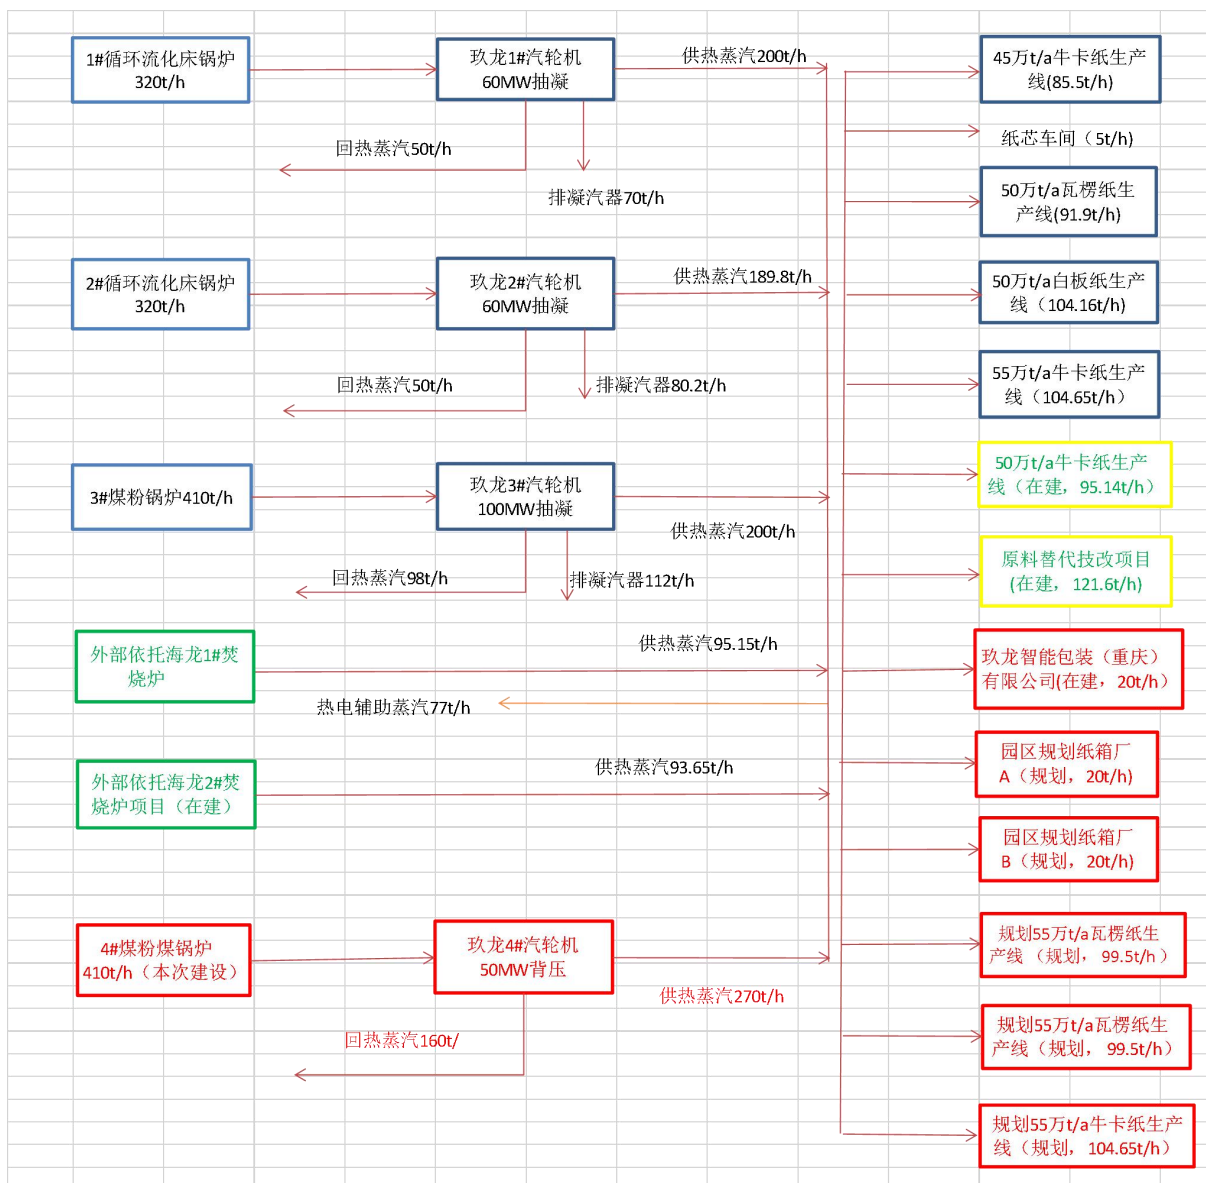 1#循环流化床锅炉
320t/h
玖龙1#汽轮机
60MW抽凝
供热蒸汽200t/h
回热蒸汽50t/h
排凝汽器70t/h
2#循环流化床锅炉
320t/h
玖龙2#汽轮机
60MW抽凝
供热蒸汽189.8t/h
回热蒸汽50t/h
排凝汽器80.2t/h
3#煤粉锅炉410t/h
玖龙3#汽轮机
100MW抽凝
供热蒸汽200t/h
回热蒸汽98t/h
排凝汽器112t/h
外部依托海龙1#焚
烧炉
供热蒸汽95.15t/h
热电辅助蒸汽77t/h
外部依托海龙2#焚
烧炉项目（在建）
供热蒸汽93.65t/h
4#煤粉煤锅炉
410t/h（本次建设）
玖龙4#汽轮机
50MW背压
供热蒸汽270t/h
回热蒸汽160t/
45万t/a牛卡纸生产
线(85.5t/h)
纸芯车间（5t/h)
50万t/a瓦楞纸生
产线(91.9t/h)
50万t/a白板纸生产
线（104.16t/h)
55万t/a牛卡纸生产
线（104.65t/h）
50万t/a牛卡纸生产
线（在建，95.14t/h）
原料替代技改项目
(在建，121.6t/h)
玖龙智能包装（重庆）
有限公司(在建，20t/h）
园区规划纸箱厂
A（规划，20t/h)
园区规划纸箱厂
B（规划，20t/h)
规划55万t/a瓦楞纸生
产线（规划，99.5t/h）
规划55万t/a瓦楞纸生
产线（规划，99.5t/h）
规划55万t/a牛卡纸生产
线（规划，104.65t/h）